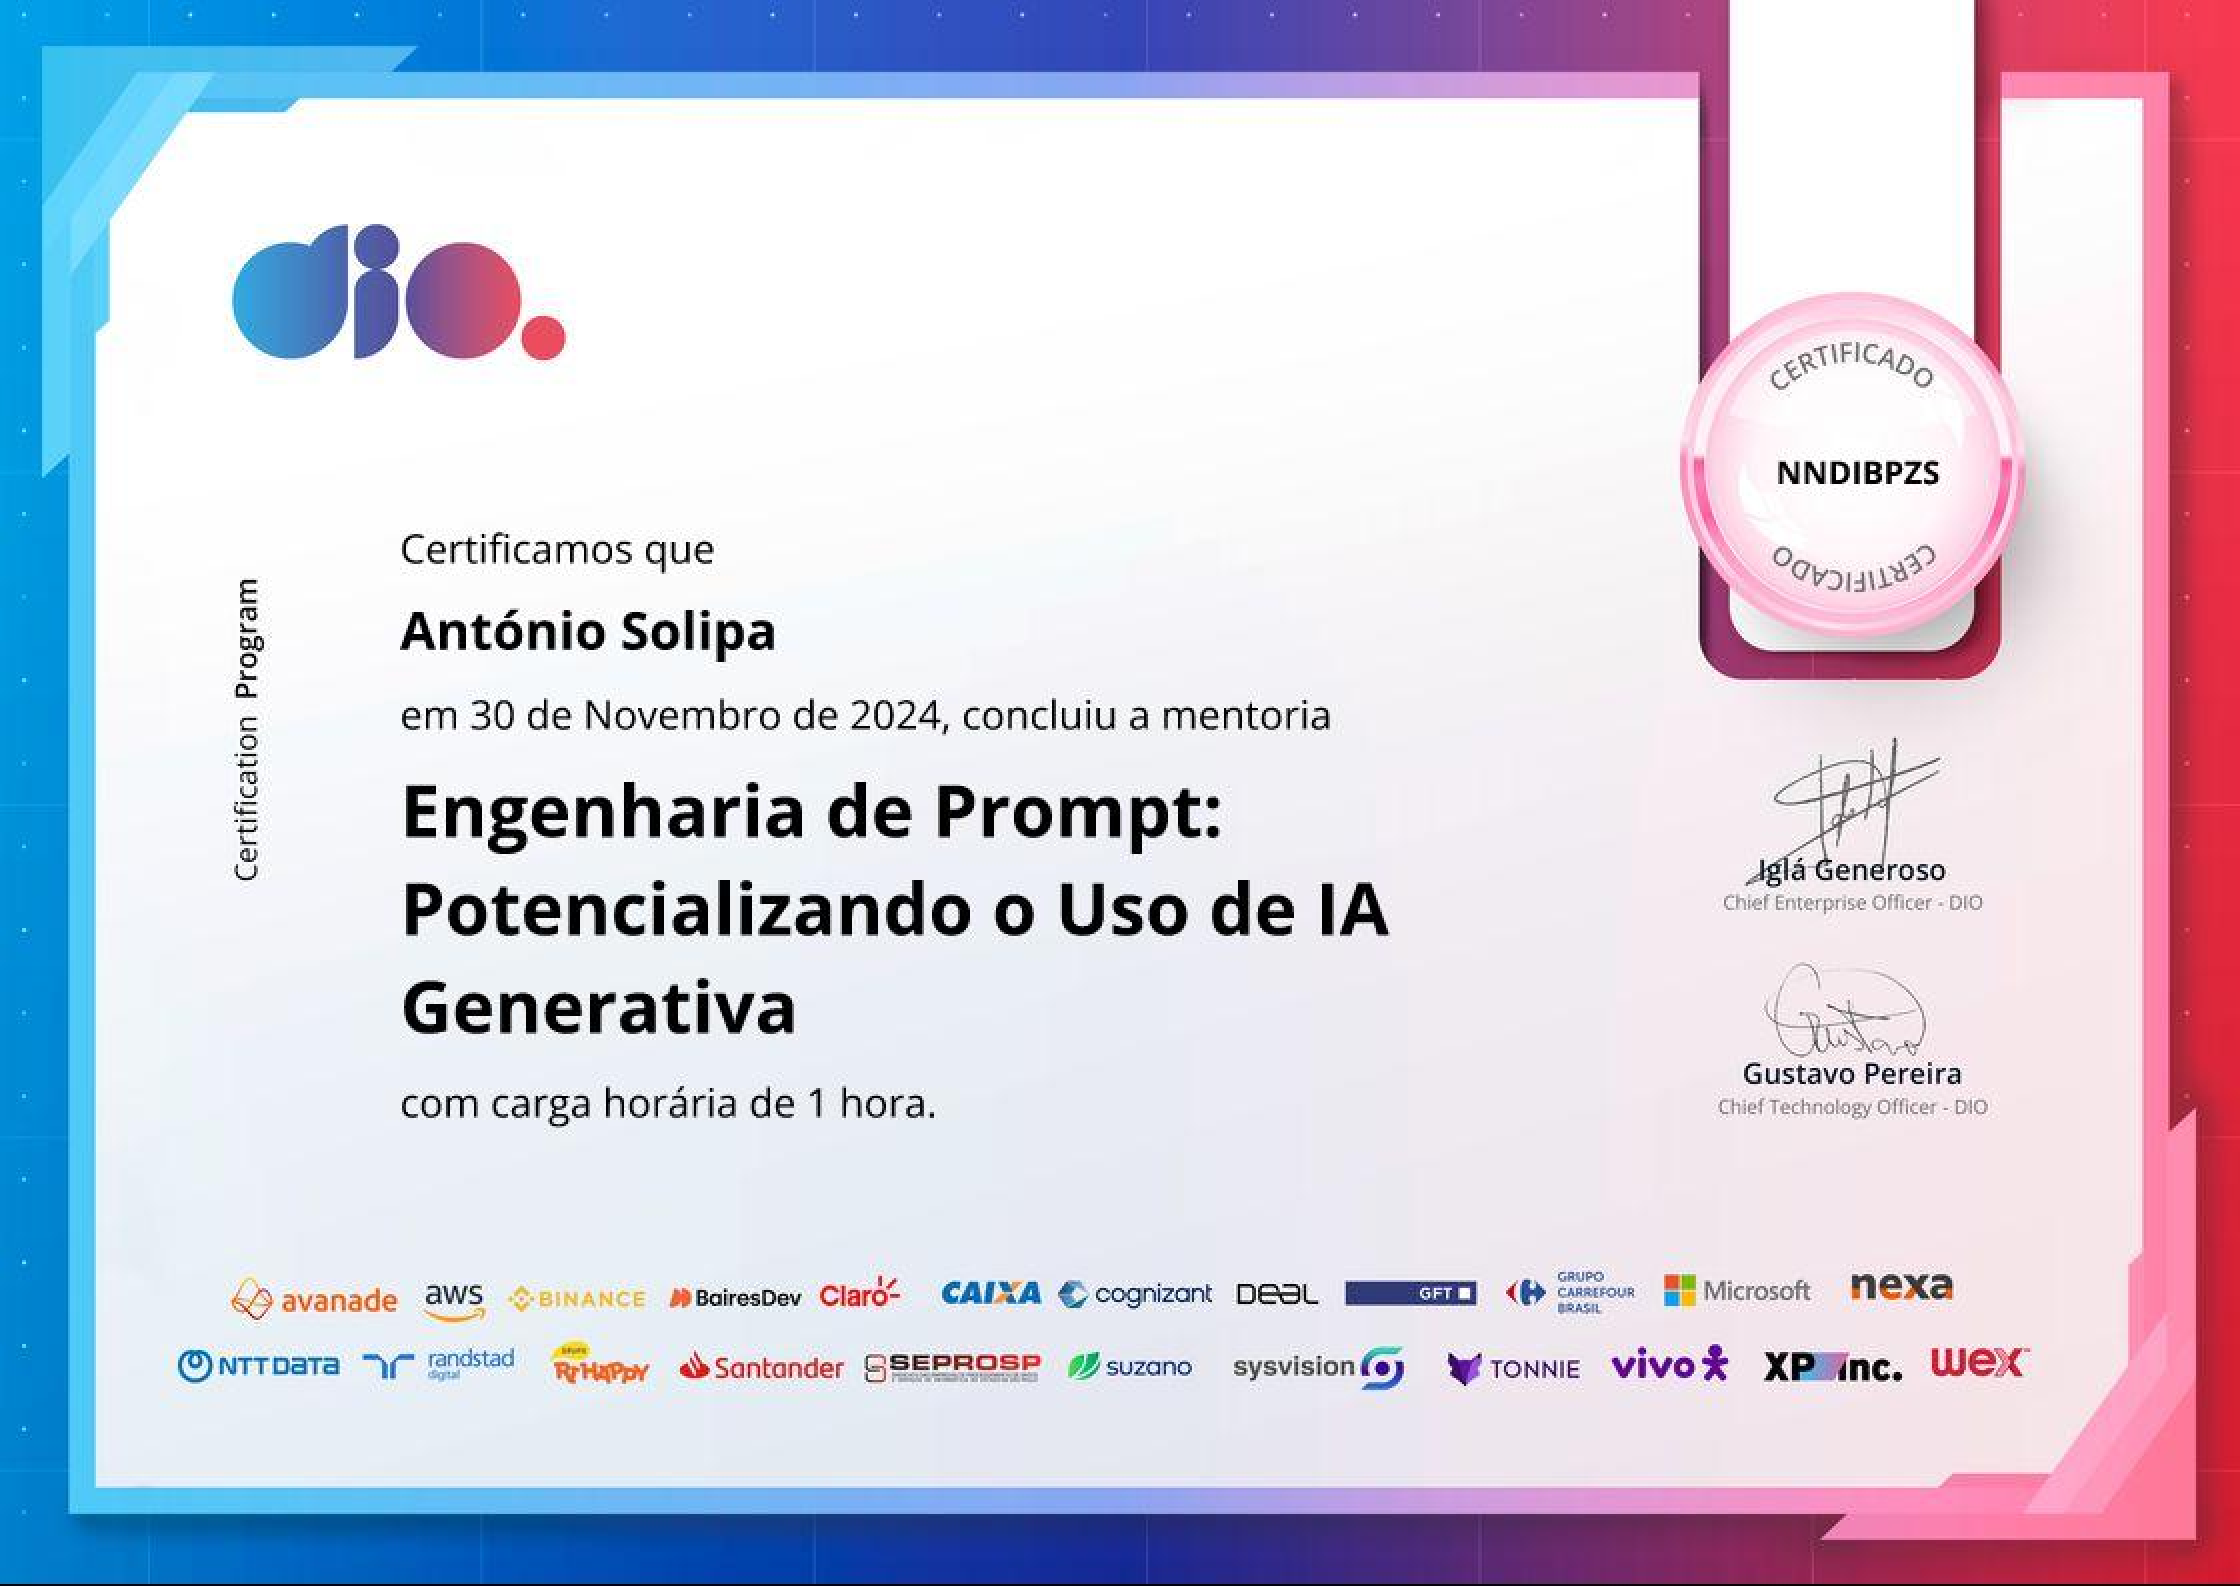 dio.
CERTIFICADO
NNDIBPZS
CERTIFICADO
Certification Program
Certificamos que
António Solipa
em 30 de Novembro de 2024, concluiu a mentoria
Engenharia de Prompt:
Potencializando o Uso de IA
Generativa
com carga horária de 1 hora.
Iglá Generoso
Chief Enterprise Officer - DIO
Gustavo
Gustavo Pereira
Chief Technology Officer - DIO
avanade aws BINANCE BairesDev Claro CAIXA cognizant DEAL GFT GRUPO CARREFOUR BRASIL Microsoft nexa
NTT DATA randstad digital GRUPO Ri HAPPY Santander SEPROSP suzano sysvision TONNIE vivo XP inc. wex